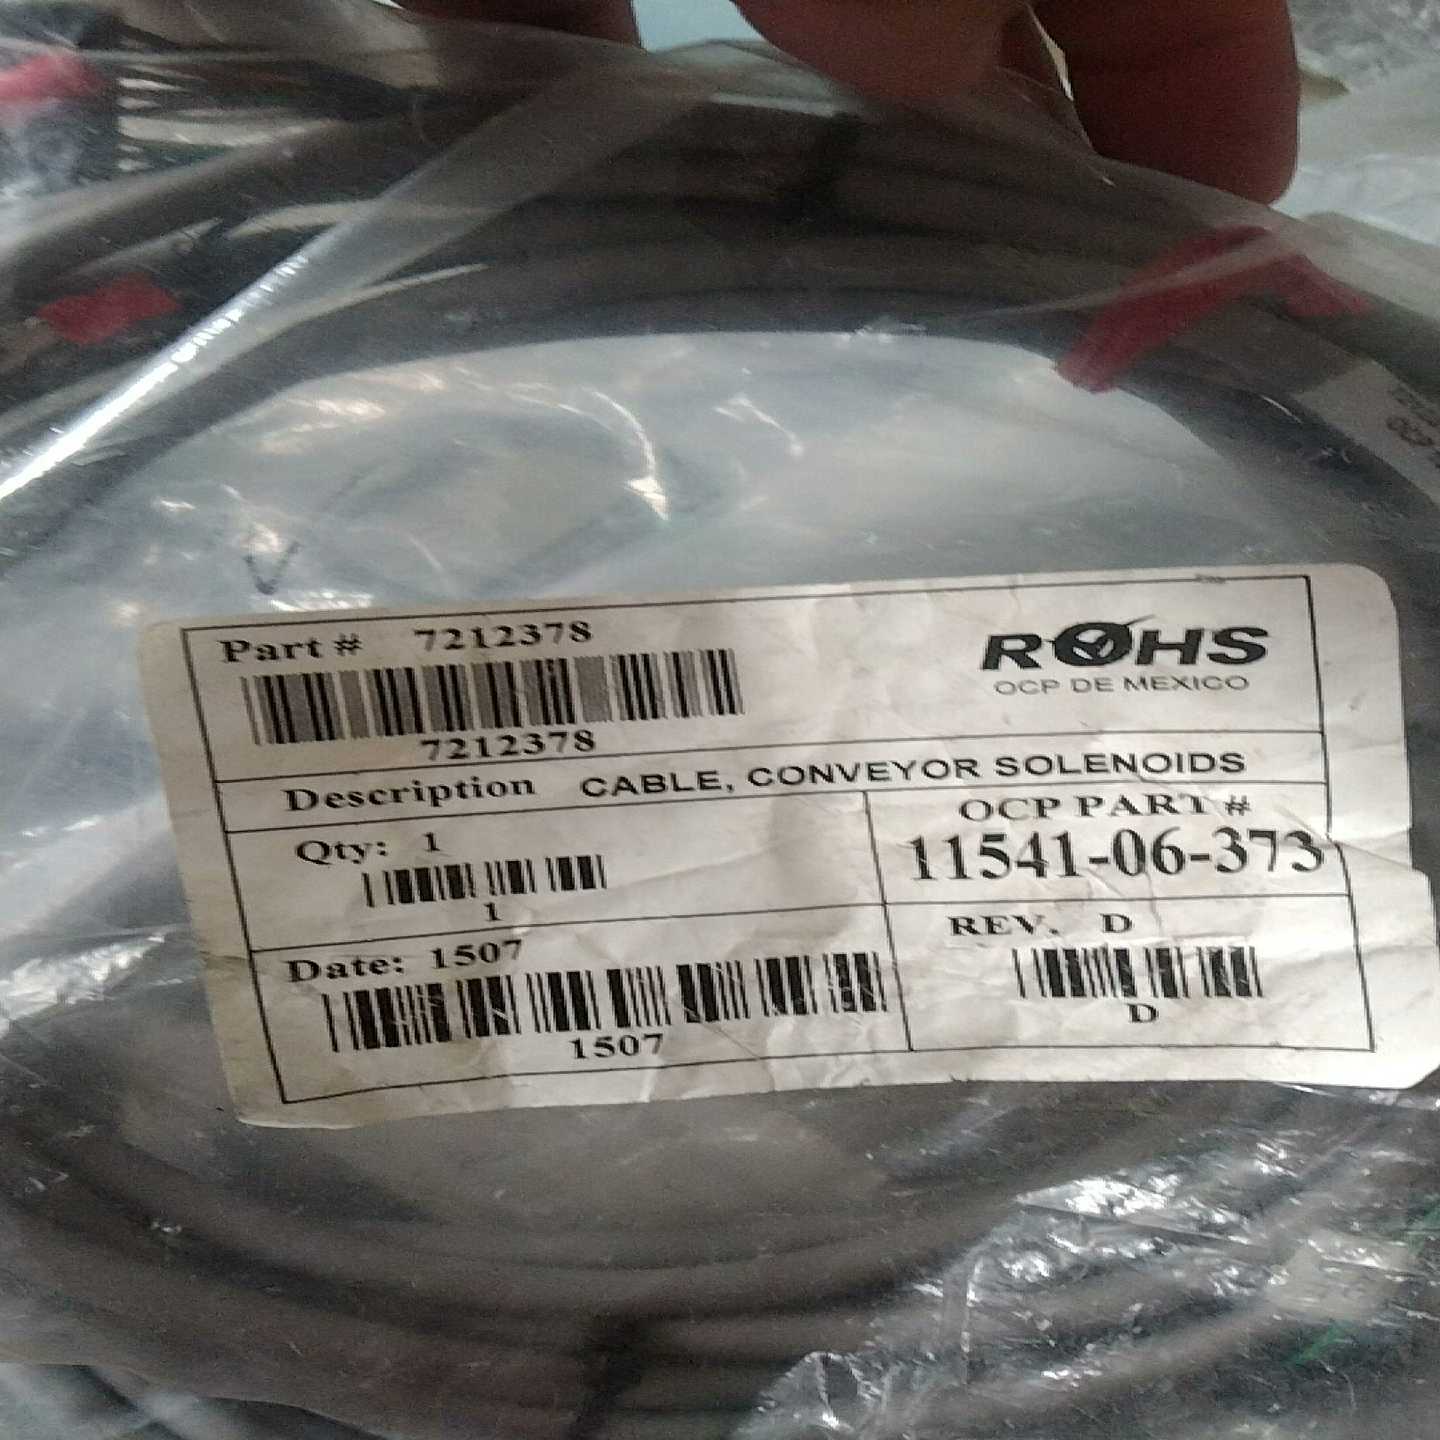 Part # 7212378
7212378
ROHS
OCP DE MEXICO
Description CABLE, CONVEYOR SOLENOIDS
Qty: 1
1
OCP PART #
11541-06-373
Date: 1507
1507
REV. D
D